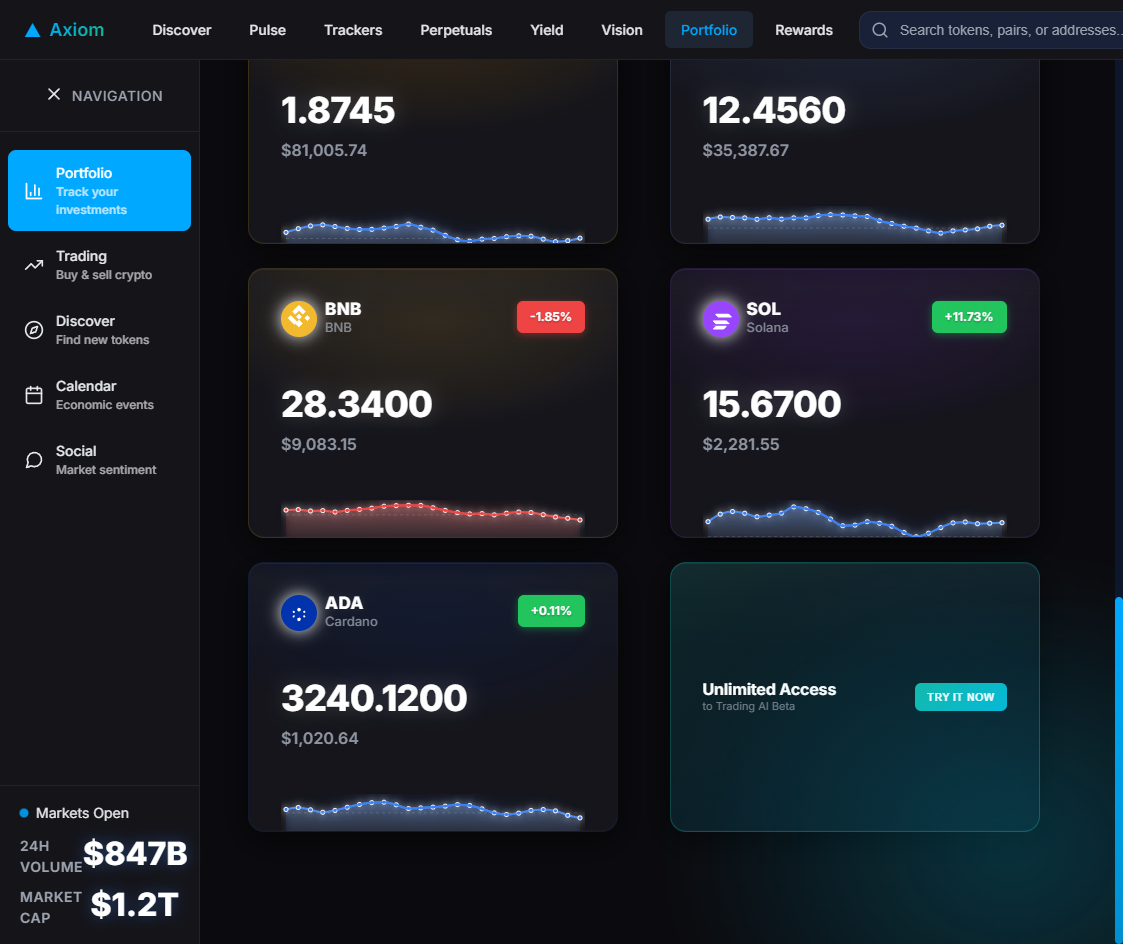 Axiom
Discover
Pulse
Trackers
Perpetuals
Yield
Vision
Portfolio
Rewards
Search tokens, pairs, or addresses..
NAVIGATION
Portfolio
Track your
investments
Trading
Buy & sell crypto
Discover
Find new tokens
Calendar
Economic events
Social
Market sentiment
Markets Open
24H
VOLUME
$847B
MARKET
CAP
$1.2T
1.8745
$81,005.74
12.4560
$35,387.67
BNB
BNB
-1.85%
28.3400
$9,083.15
SOL
Solana
+11.73%
15.6700
$2,281.55
ADA
Cardano
+0.11%
3240.1200
$1,020.64
Unlimited Access
to Trading AI Beta
TRY IT NOW